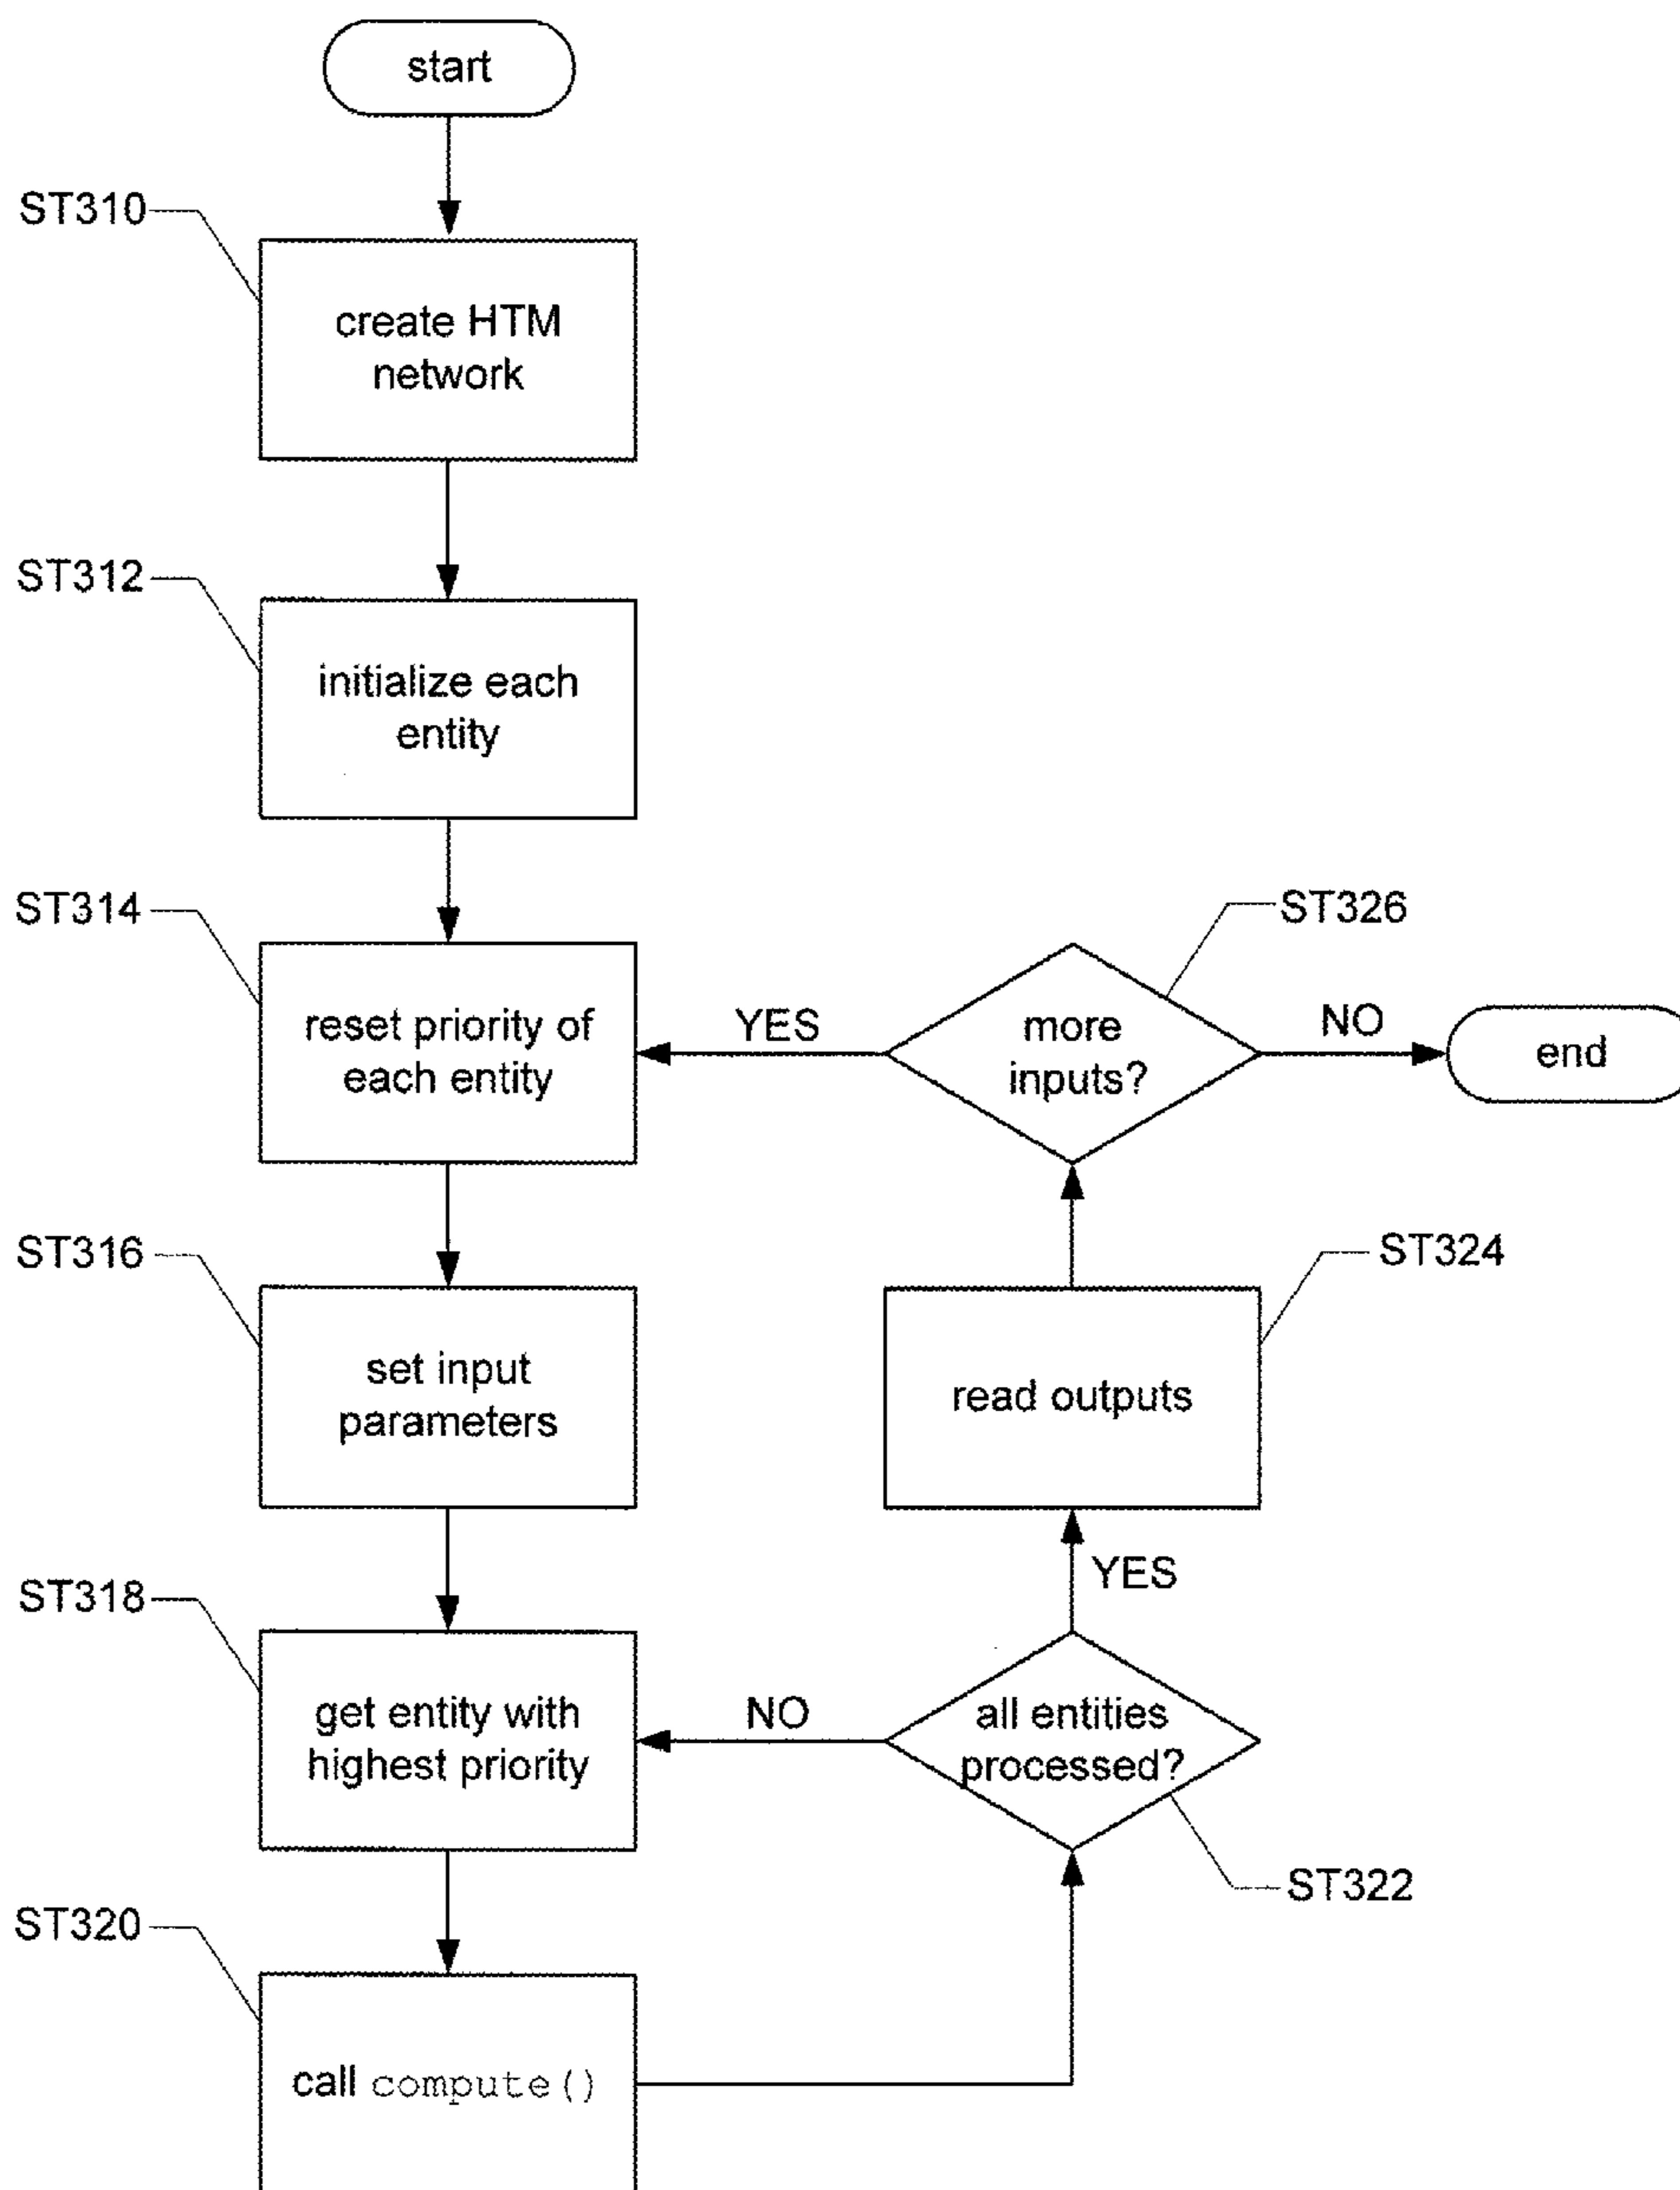 start
ST310
create HTM
network
ST312
initialize each
entity
ST314
reset priority of
each entity
YES
more
inputs?
ST326
NO
end
ST316
set input
parameters
read outputs
ST324
YES
ST318
get entity with
highest priority
NO
all entities
processed?
ST322
ST320
call compute()